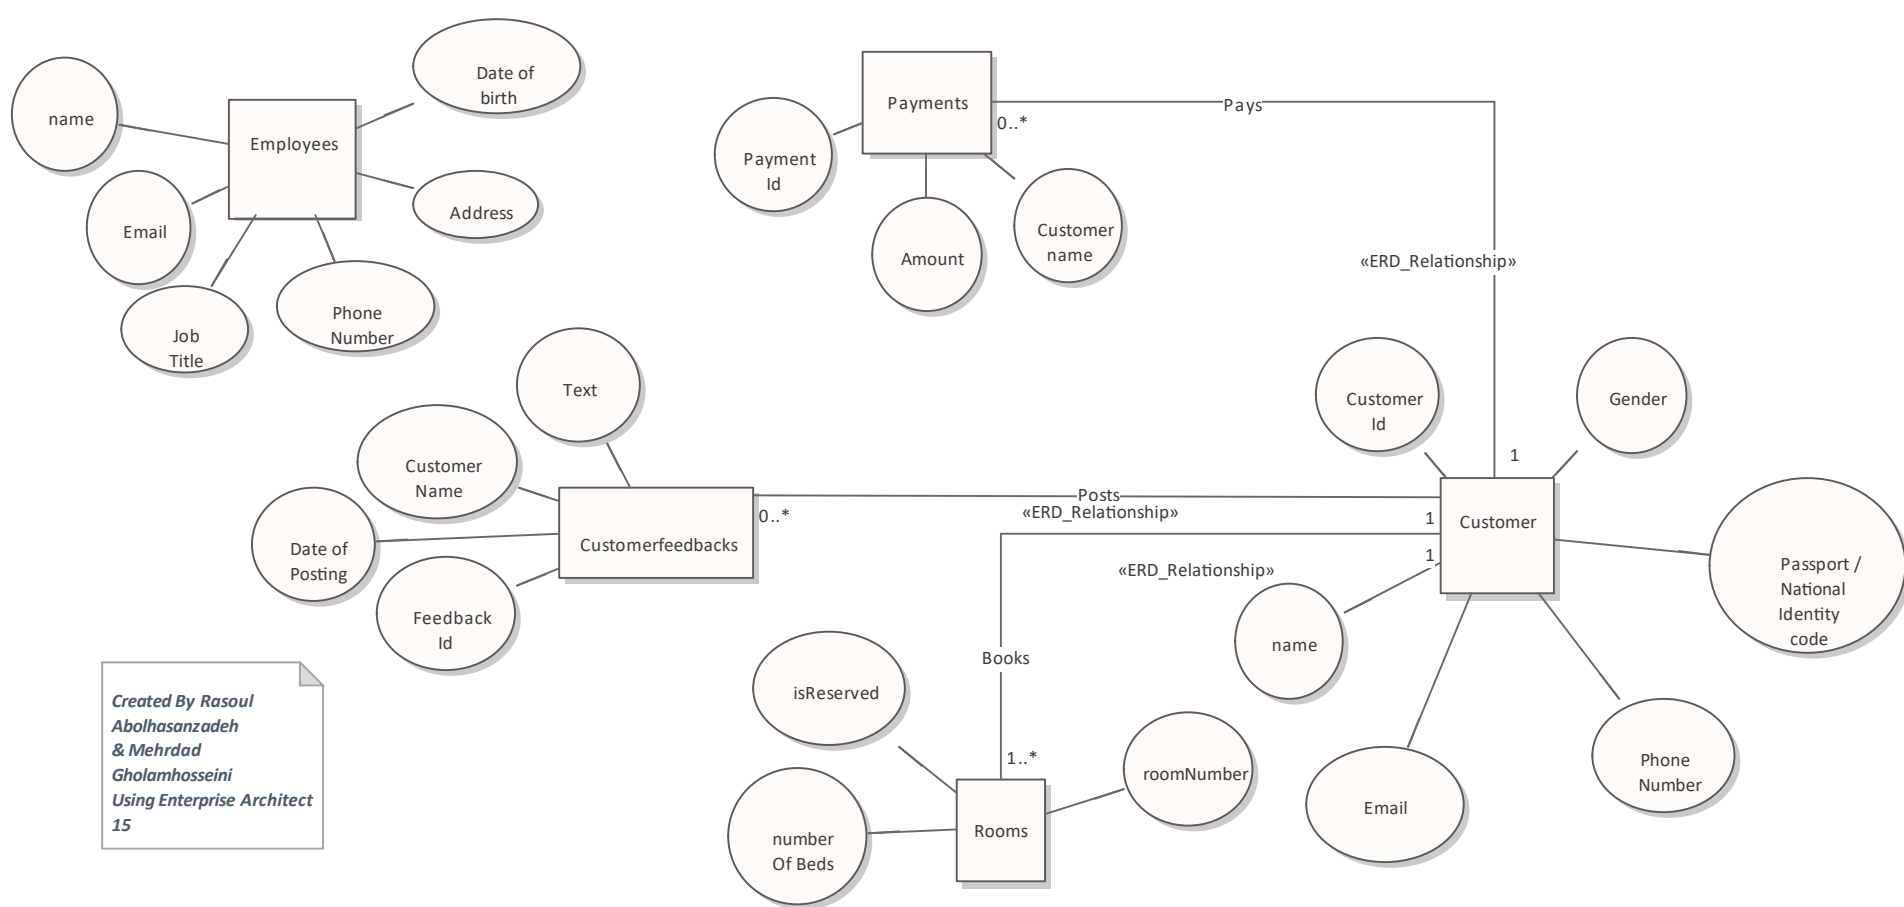 Date of
birth
name
Employees
Address
Email
Phone
Number
Job
Title
Payments
0..*
Pays
Payment
Id
Customer
name
Amount
«ERD_Relationship»
Text
Customer
Name
Date of
Posting
Customerfeedbacks
Feedback
Id
0..*
Posts
«ERD_Relationship»
Customer
Id
Gender
1
1
1
Customer
Passport /
National
Identity
code
«ERD_Relationship»
name
Books
Phone
Number
Email
isReserved
1..*
roomNumber
number
Of Beds
Rooms
Created By Rasoul
Abolhasanzadeh
& Mehrdad
Gholamhosseini
Using Enterprise Architect
15